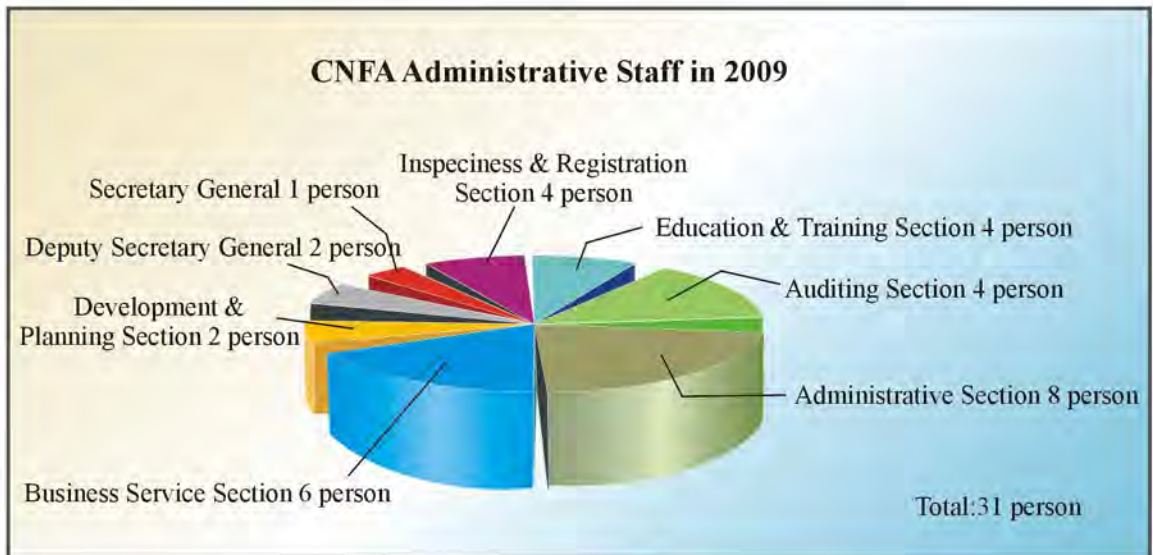 CNFA Administrative Staff in 2009
Inspeciness & Registration
Section 4 person
Secretary General 1 person
Education & Training Section 4 person
Deputy Secretary General 2 person
Auditing Section 4 person
Development &
Planning Section 2 person
Administrative Section 8 person
Business Service Section 6 person
Total:31 person